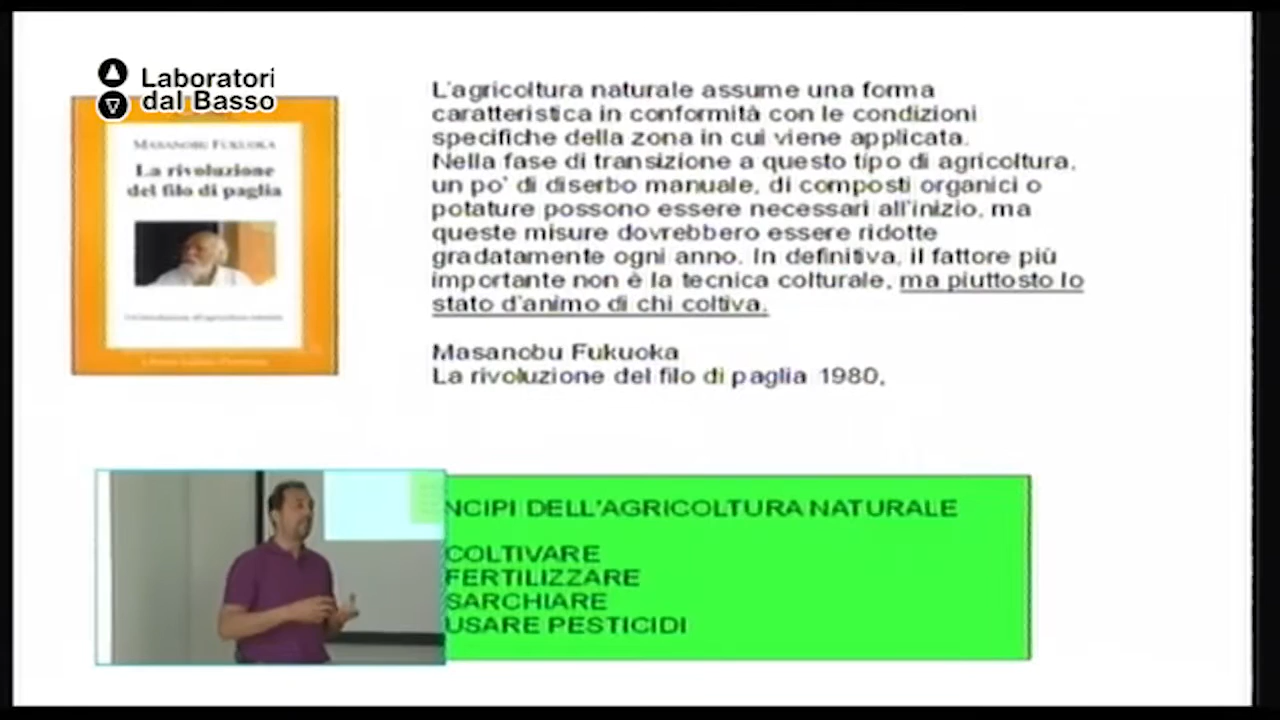 Laboratori
dal Basso
MASANOBU FUKUOKA
La rivoluzione
del filo di paglia
L'agricoltura naturale assume una forma
caratteristica in conformità con le condizioni
specifiche della zona in cui viene applicata.
Nella fase di transizione a questo tipo di agricoltura,
un po' di diserbo manuale, di composti organici o
potature possono essere necessari all'inizio, ma
queste misure dovrebbero essere ridotte
gradatamente ogni anno. In definitiva, il fattore più
importante non è la tecnica colturale, ma piuttosto lo
stato d'animo di chi coltiva.
Masanobu Fukuoka
La rivoluzione del filo di paglia 1980,
NCIPI DELL'AGRICOLTURA NATURALE
COLTIVARE
FERTILIZZARE
SARCHIARE
USARE PESTICIDI